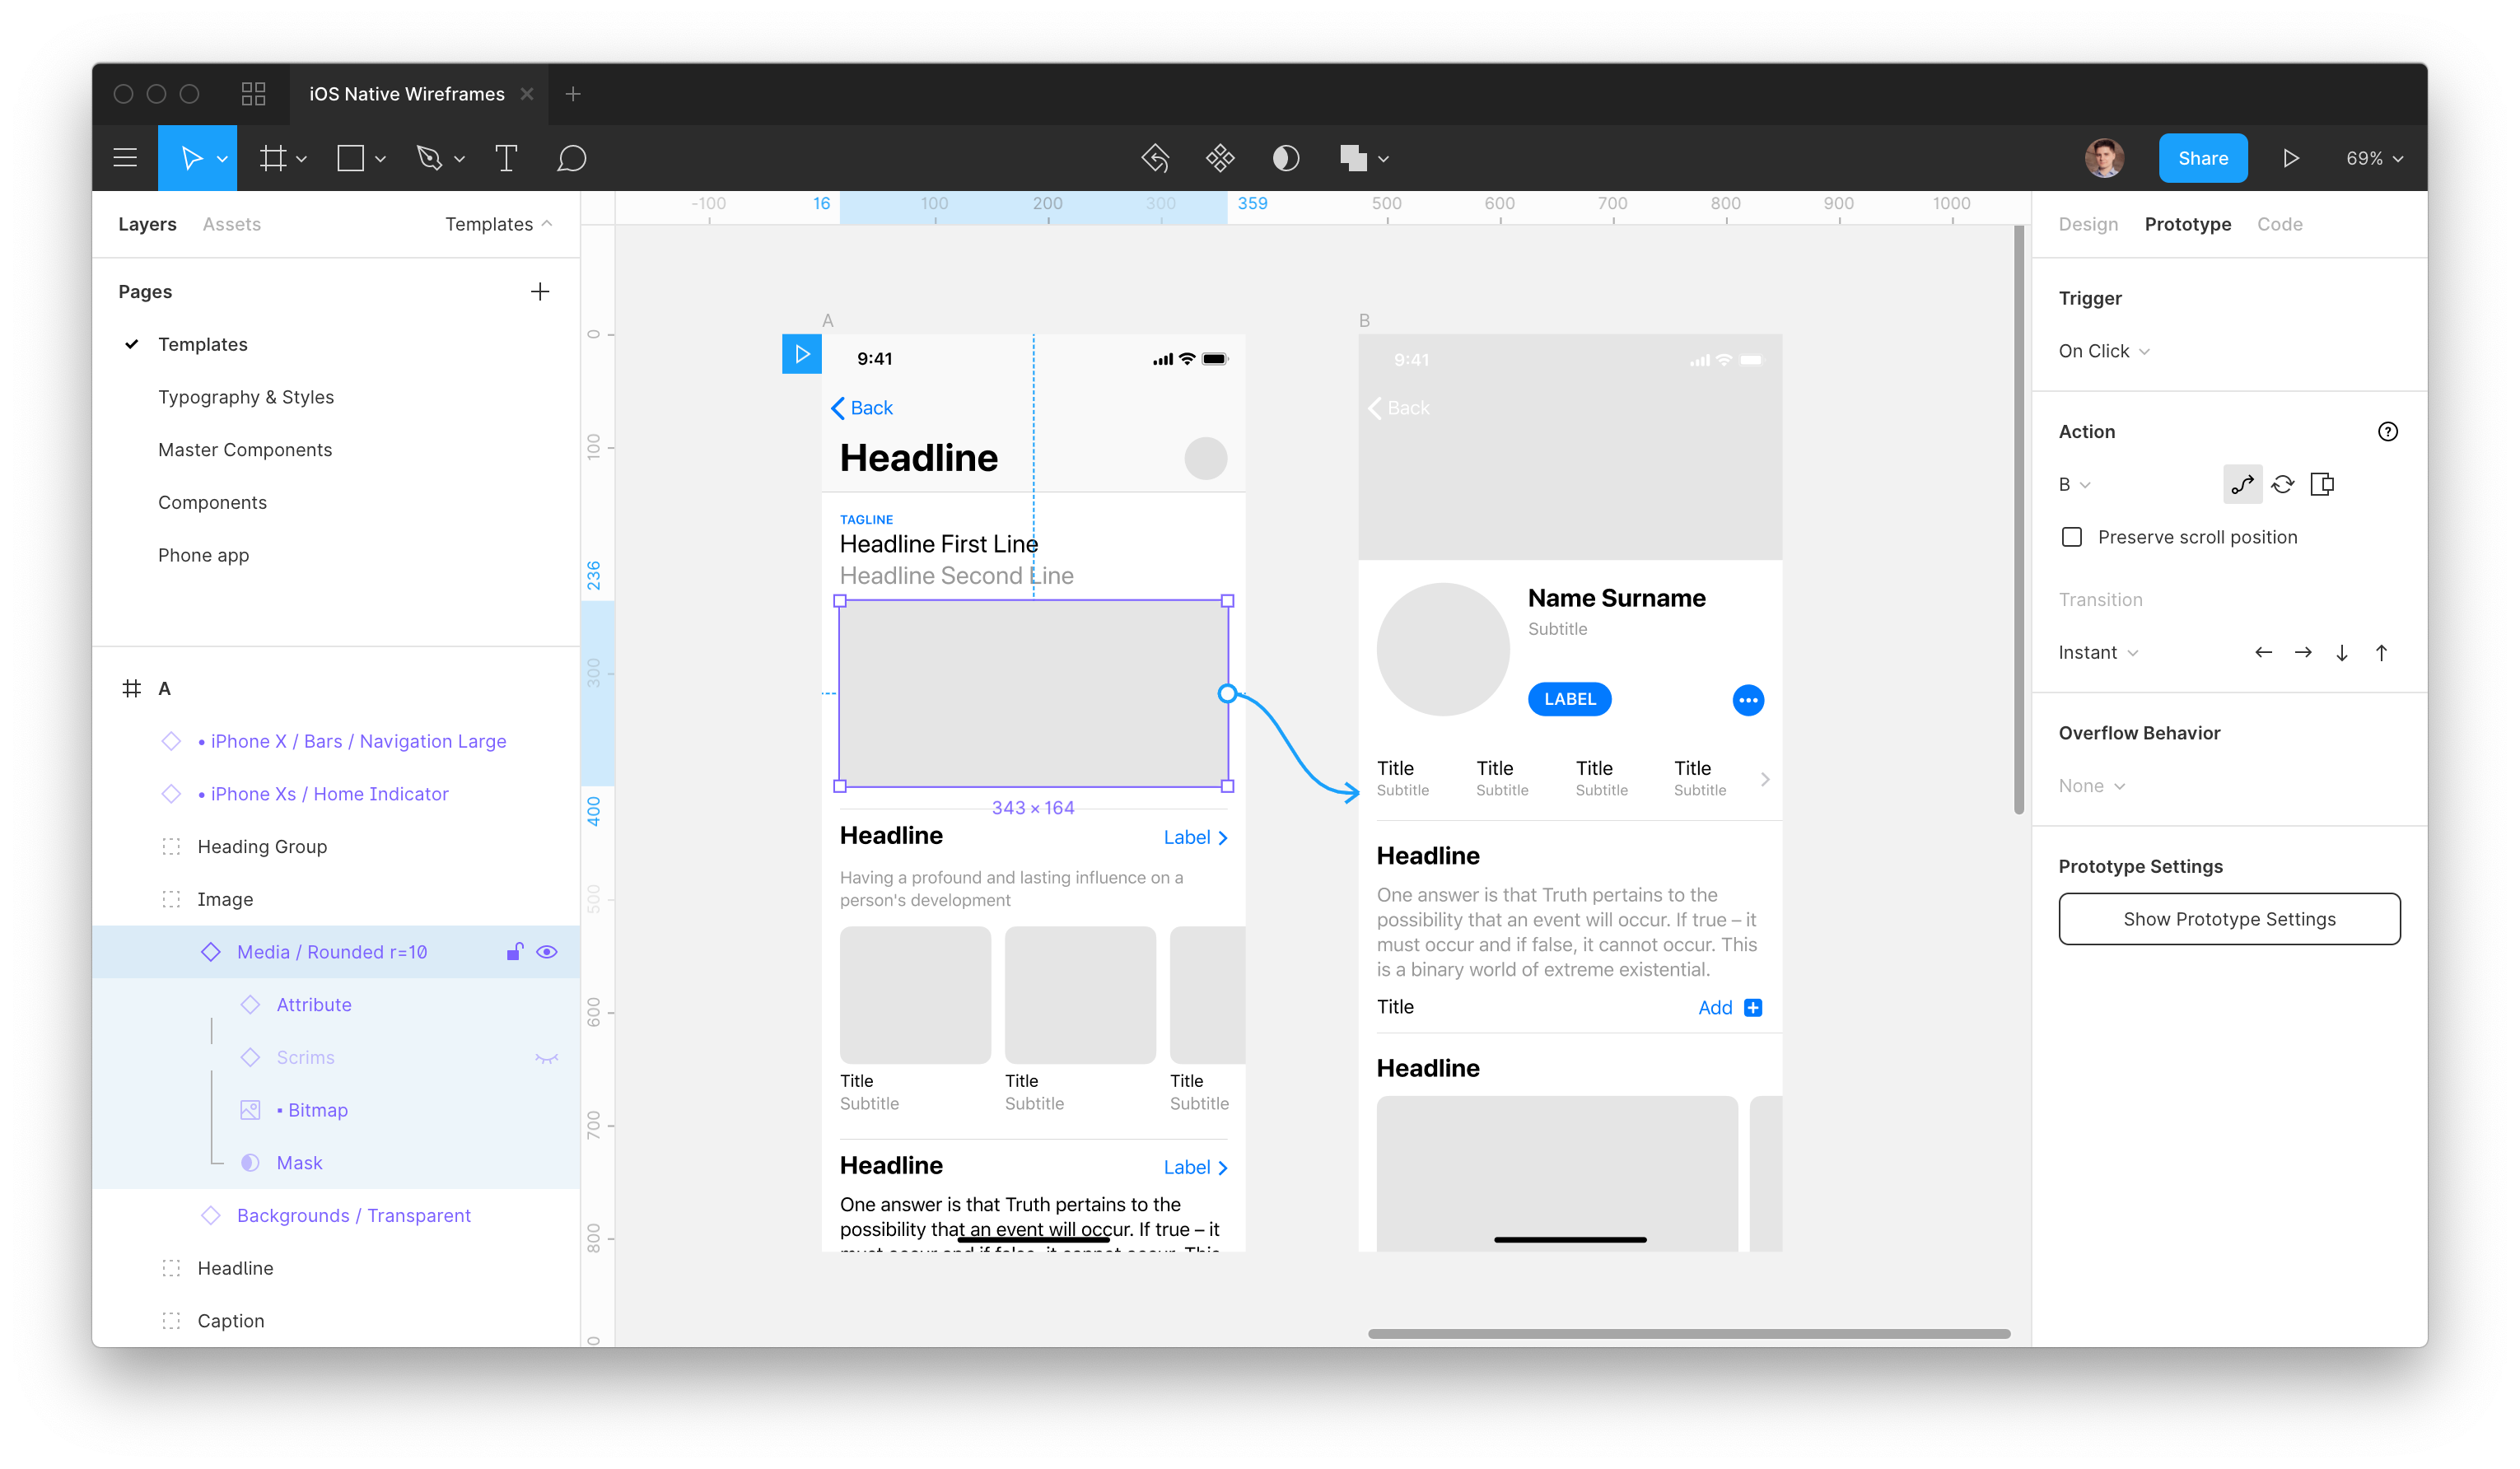 iOS Native Wireframes
Share
69%
Layers
Assets
Templates
Pages
Templates
Typography & Styles
Master Components
Components
Phone app
A
• iPhone X / Bars / Navigation Large
• iPhone Xs / Home Indicator
Heading Group
Image
Media / Rounded r=10
Attribute
Scrims
▪ Bitmap
Mask
Backgrounds / Transparent
Headline
Caption
-100
16
100
200
300
359
500
600
700
800
900
1000
0
100
236
300
400
500
600
700
800
0
A
9:41
Back
Headline
TAGLINE
Headline First Line
Headline Second Line
343 × 164
Headline
Label
Having a profound and lasting influence on a
person's development
Title
Subtitle
Title
Subtitle
Title
Subtitle
Headline
Label
One answer is that Truth pertains to the
possibility that an event will occur. If true – it
must occur and if false, it cannot occur. This
B
9:41
Back
Name Surname
Subtitle
LABEL
Title
Subtitle
Title
Subtitle
Title
Subtitle
Title
Subtitle
Headline
One answer is that Truth pertains to the
possibility that an event will occur. If true – it
must occur and if false, it cannot occur. This
is a binary world of extreme existential.
Title
Add
Headline
Design
Prototype
Code
Trigger
On Click
Action
?
B
Preserve scroll position
Transition
Instant
Overflow Behavior
None
Prototype Settings
Show Prototype Settings